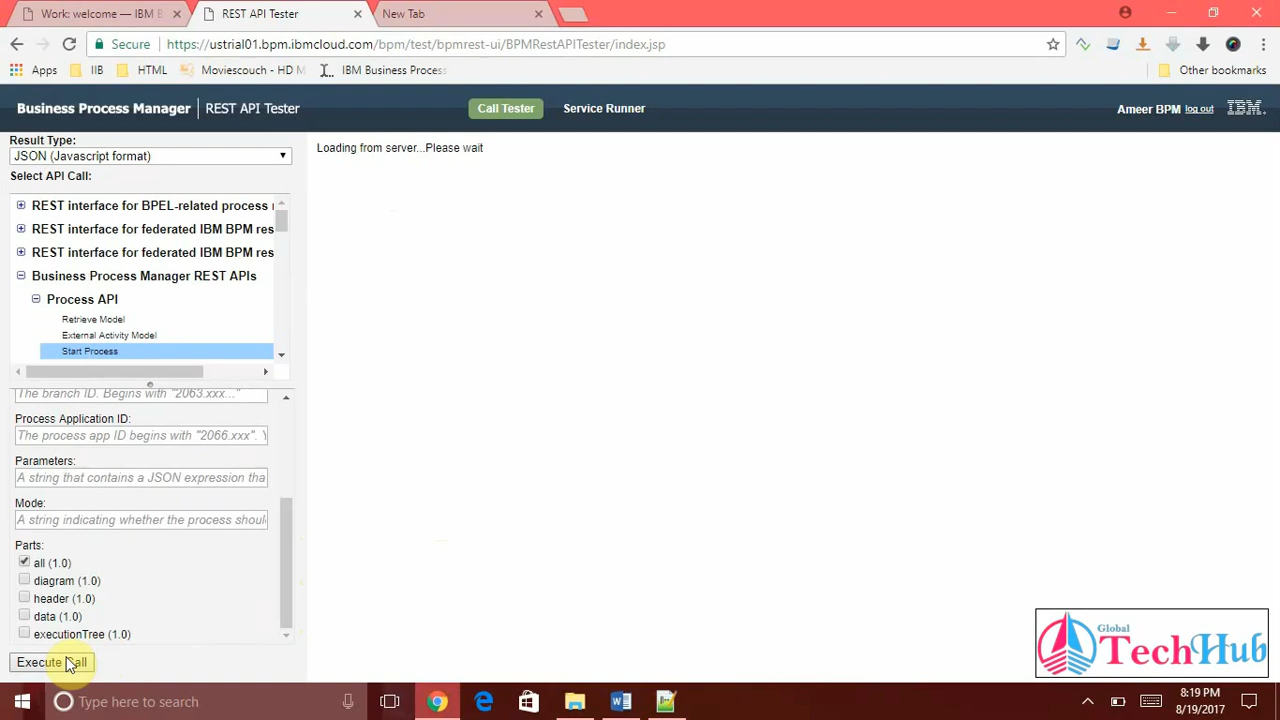 Work: welcome — IBM B
REST API Tester
New Tab
Secure
https://ustrial01.bpm.ibmcloud.com/bpm/test/bpmrest-ui/BPMRestAPITester/index.jsp
Apps
IIB
HTML
Moviescouch - HD M
IBM Business Proces
Other bookmarks
Business Process Manager
REST API Tester
Call Tester
Service Runner
Ameer BPM log out
IBM.
Result Type:
JSON (Javascript format)
Select API Call:
REST interface for BPEL-related process
REST interface for federated IBM BPM res
REST interface for federated IBM BPM res
Business Process Manager REST APIs
Process API
Retrieve Model
External Activity Model
Start Process
Loading from server...Please wait
The branch ID. Begins with "2063.xxx..."
Process Application ID:
The process app ID begins with "2066.xxx".
Parameters:
A string that contains a JSON expression tha
Mode:
A string indicating whether the process shoul
Parts:
all (1.0)
diagram (1.0)
header (1.0)
data (1.0)
executionTree (1.0)
Execute Call
Global
TechHub
Type here to search
8:19 PM
8/19/2017